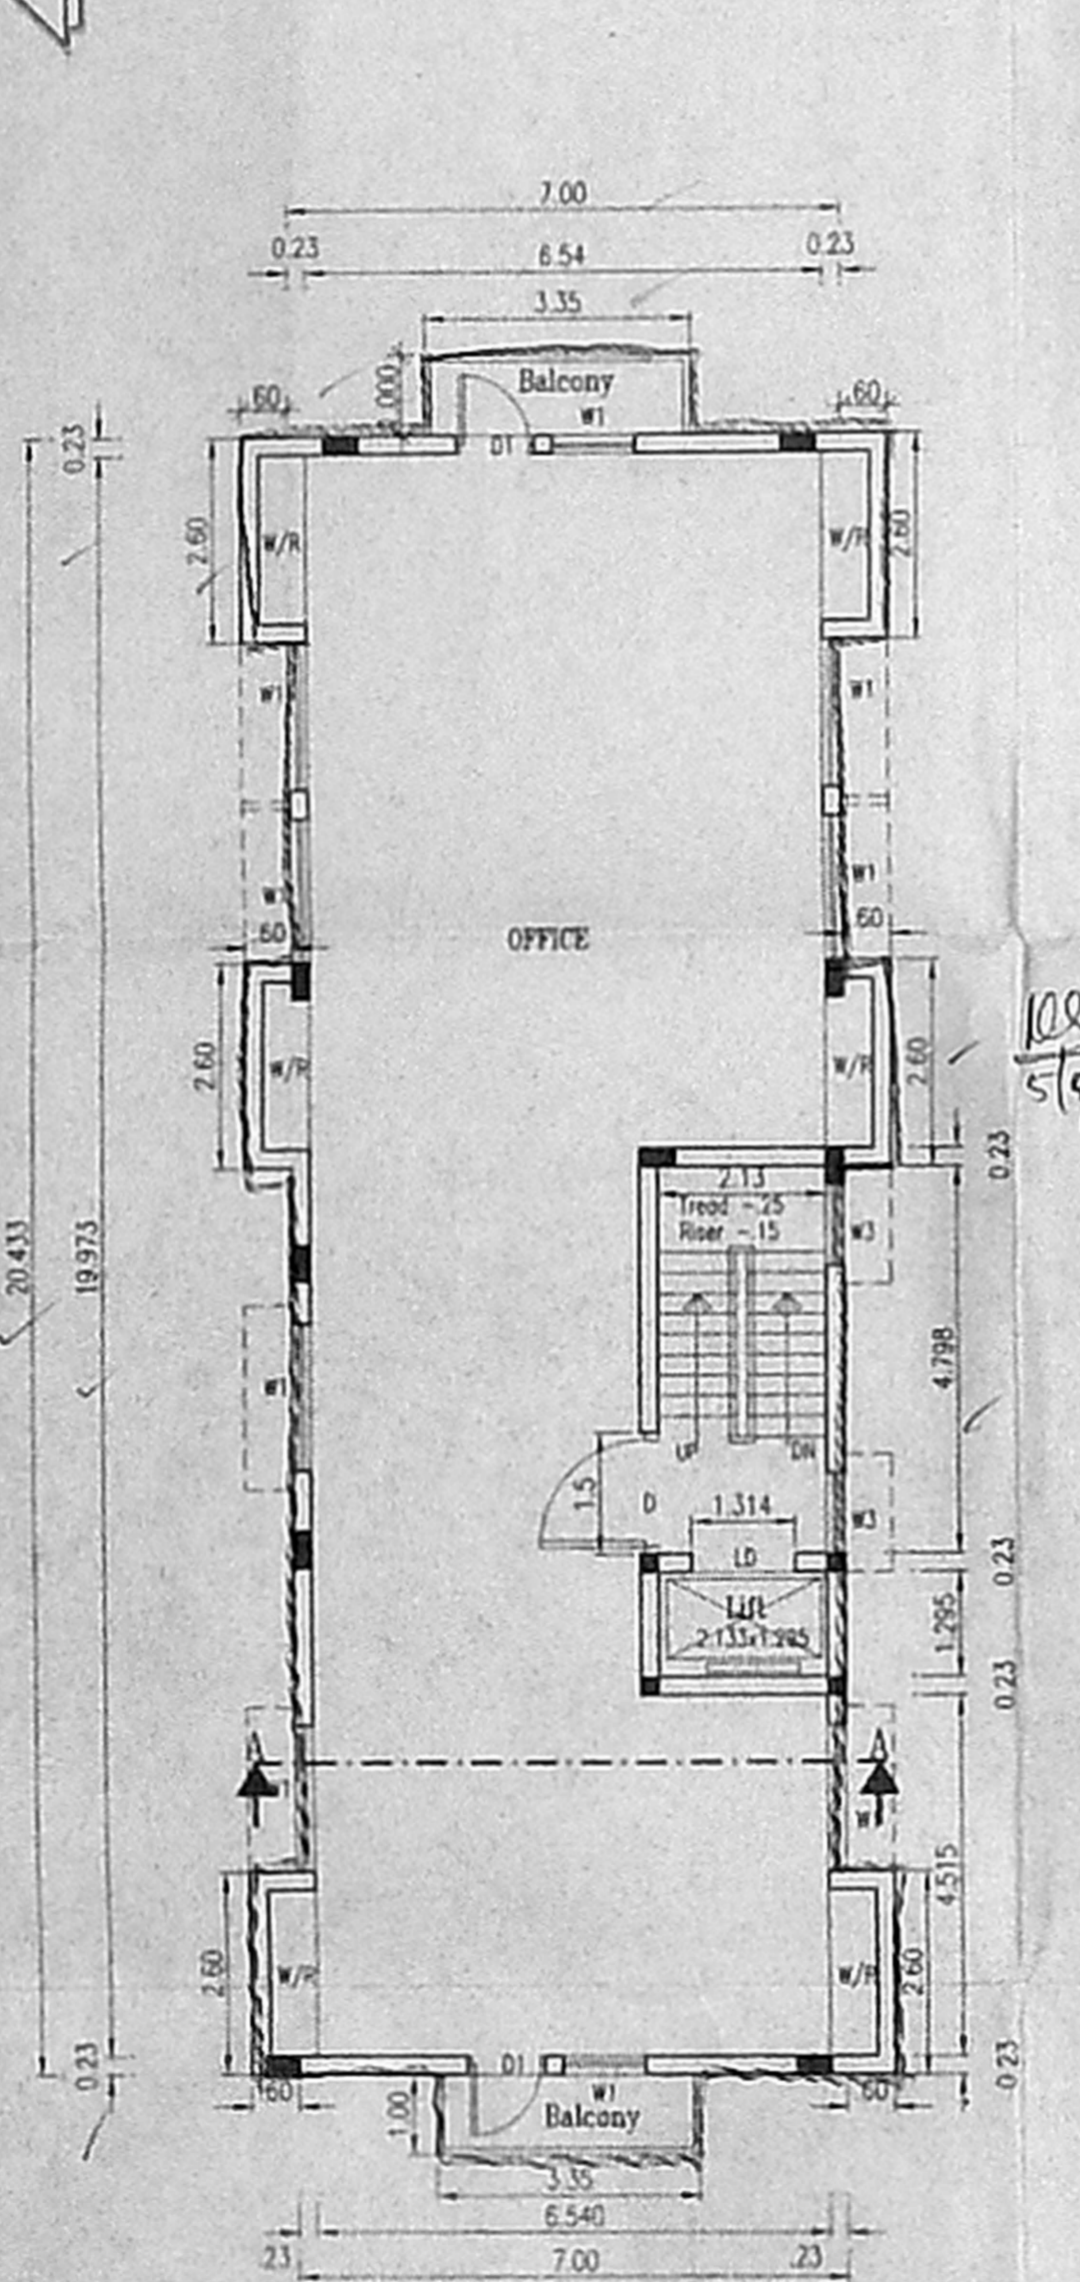 7.00
0.23 6.54 0.23
3.35
.60 .60
Balcony
W1
0.23 D1
2.60 W/R W/R 2.60
W1 W1
W1
.60 OFFICE .60
2.60 W/R W/R 2.60
0.23
2.13
Tread -.25
Riser -.15
W3
20.433 19.973
4.798
W1
UP DN
1.5 D 1.314 W3
LD 0.23
Lift 1.295
2.133x1.295
0.23
4.515
2.60 W/R W/R 2.60
0.23 D1 0.23
.60 W1 .60
1.00 Balcony
3.35
6.540
.23 7.00 .23